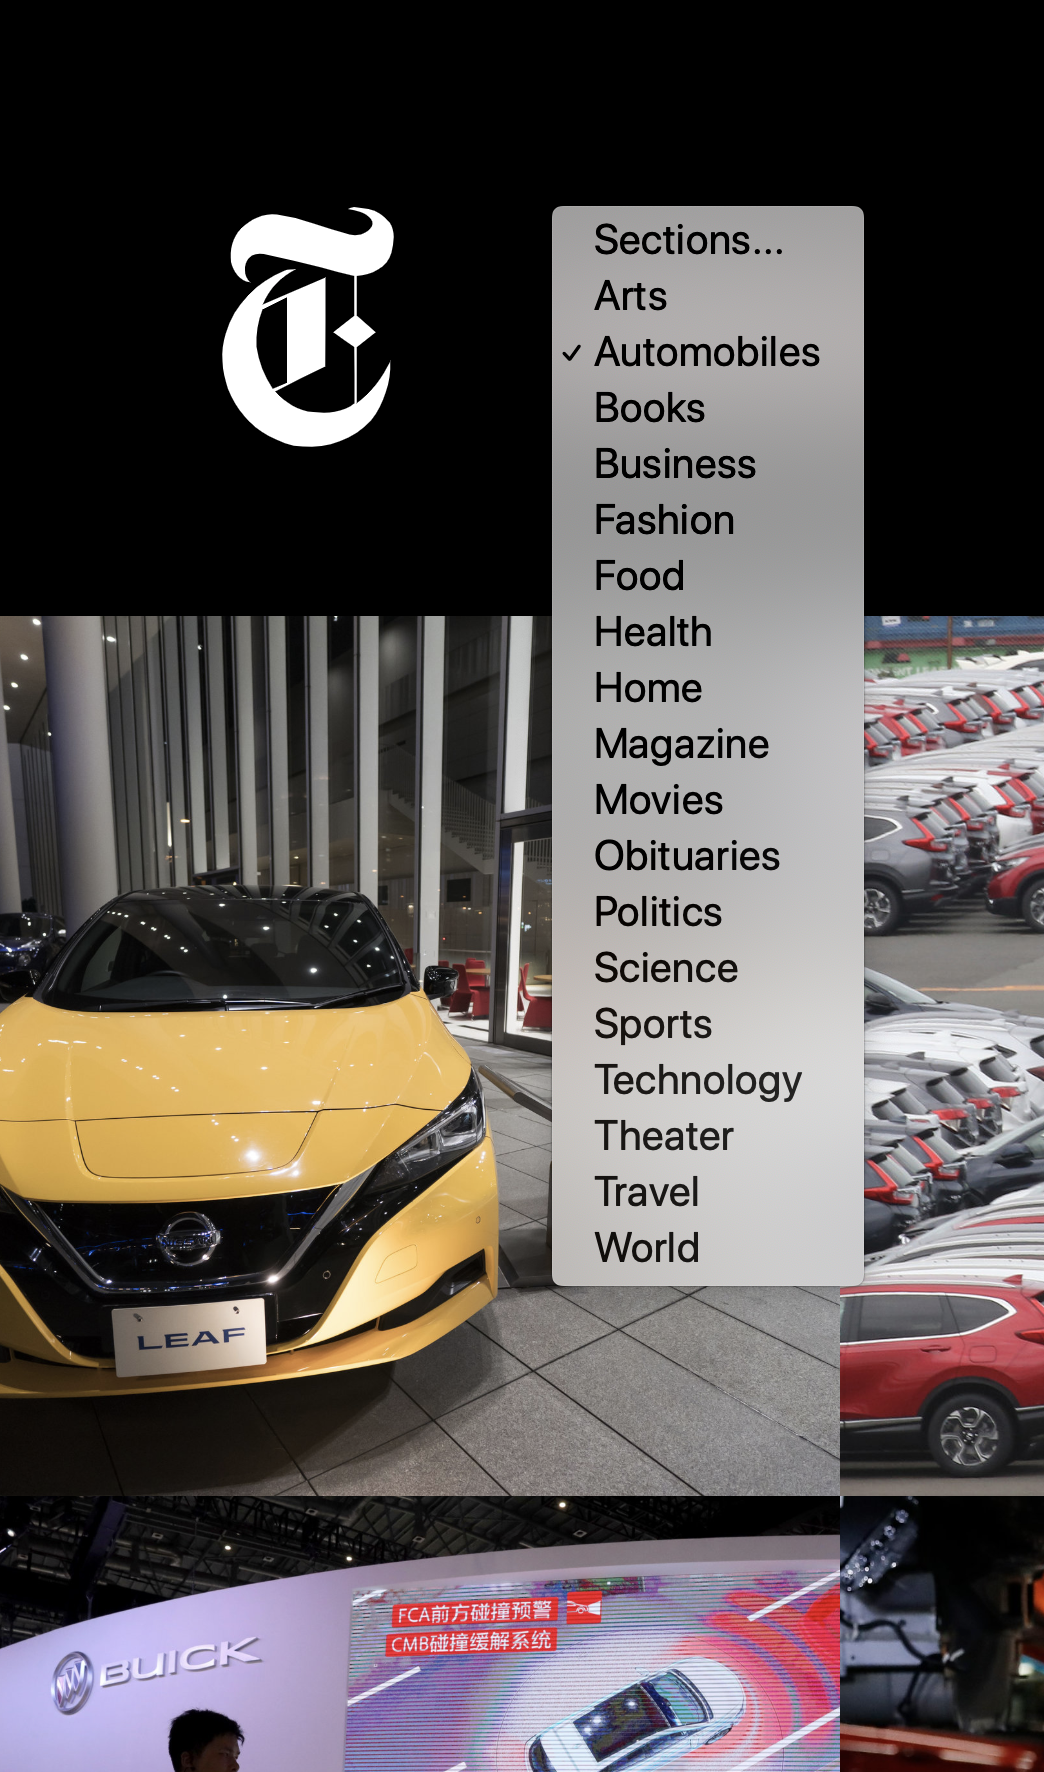 Sections...
Arts
✓ Automobiles
Books
Business
Fashion
Food
Health
Home
Magazine
Movies
Obituaries
Politics
Science
Sports
Technology
Theater
Travel
World
NISSAN
LEAF
FCA前方碰撞预警
CMB碰撞缓解系统
BUICK